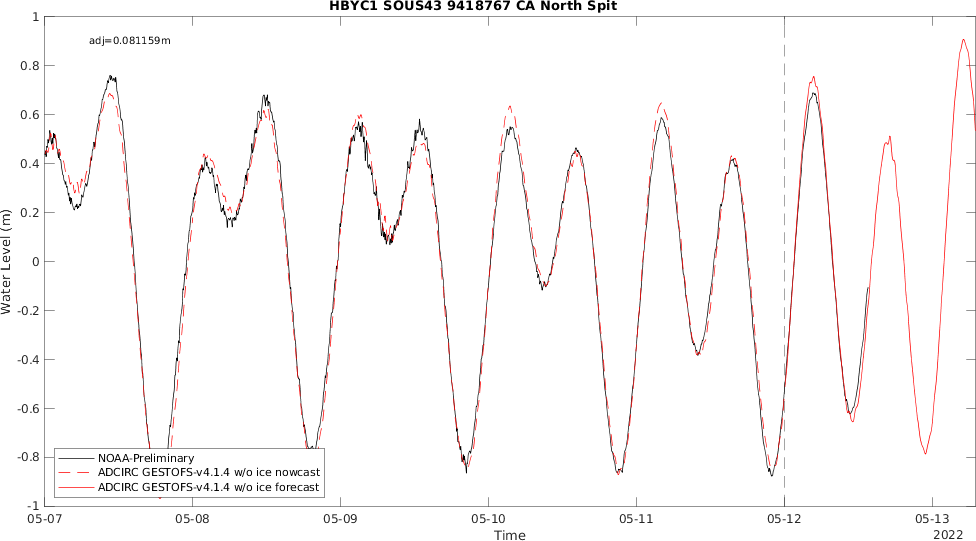 HBYC1 SOUS43 9418767 CA North Spit
adj=0.081159m
Water Level (m)
1
0.8
0.6
0.4
0.2
0
-0.2
-0.4
-0.6
-0.8
-1
NOAA-Preliminary
ADCIRC GESTOFS-v4.1.4 w/o ice nowcast
ADCIRC GESTOFS-v4.1.4 w/o ice forecast
05-07 05-08 05-09 05-10 05-11 05-12 05-13
Time
2022